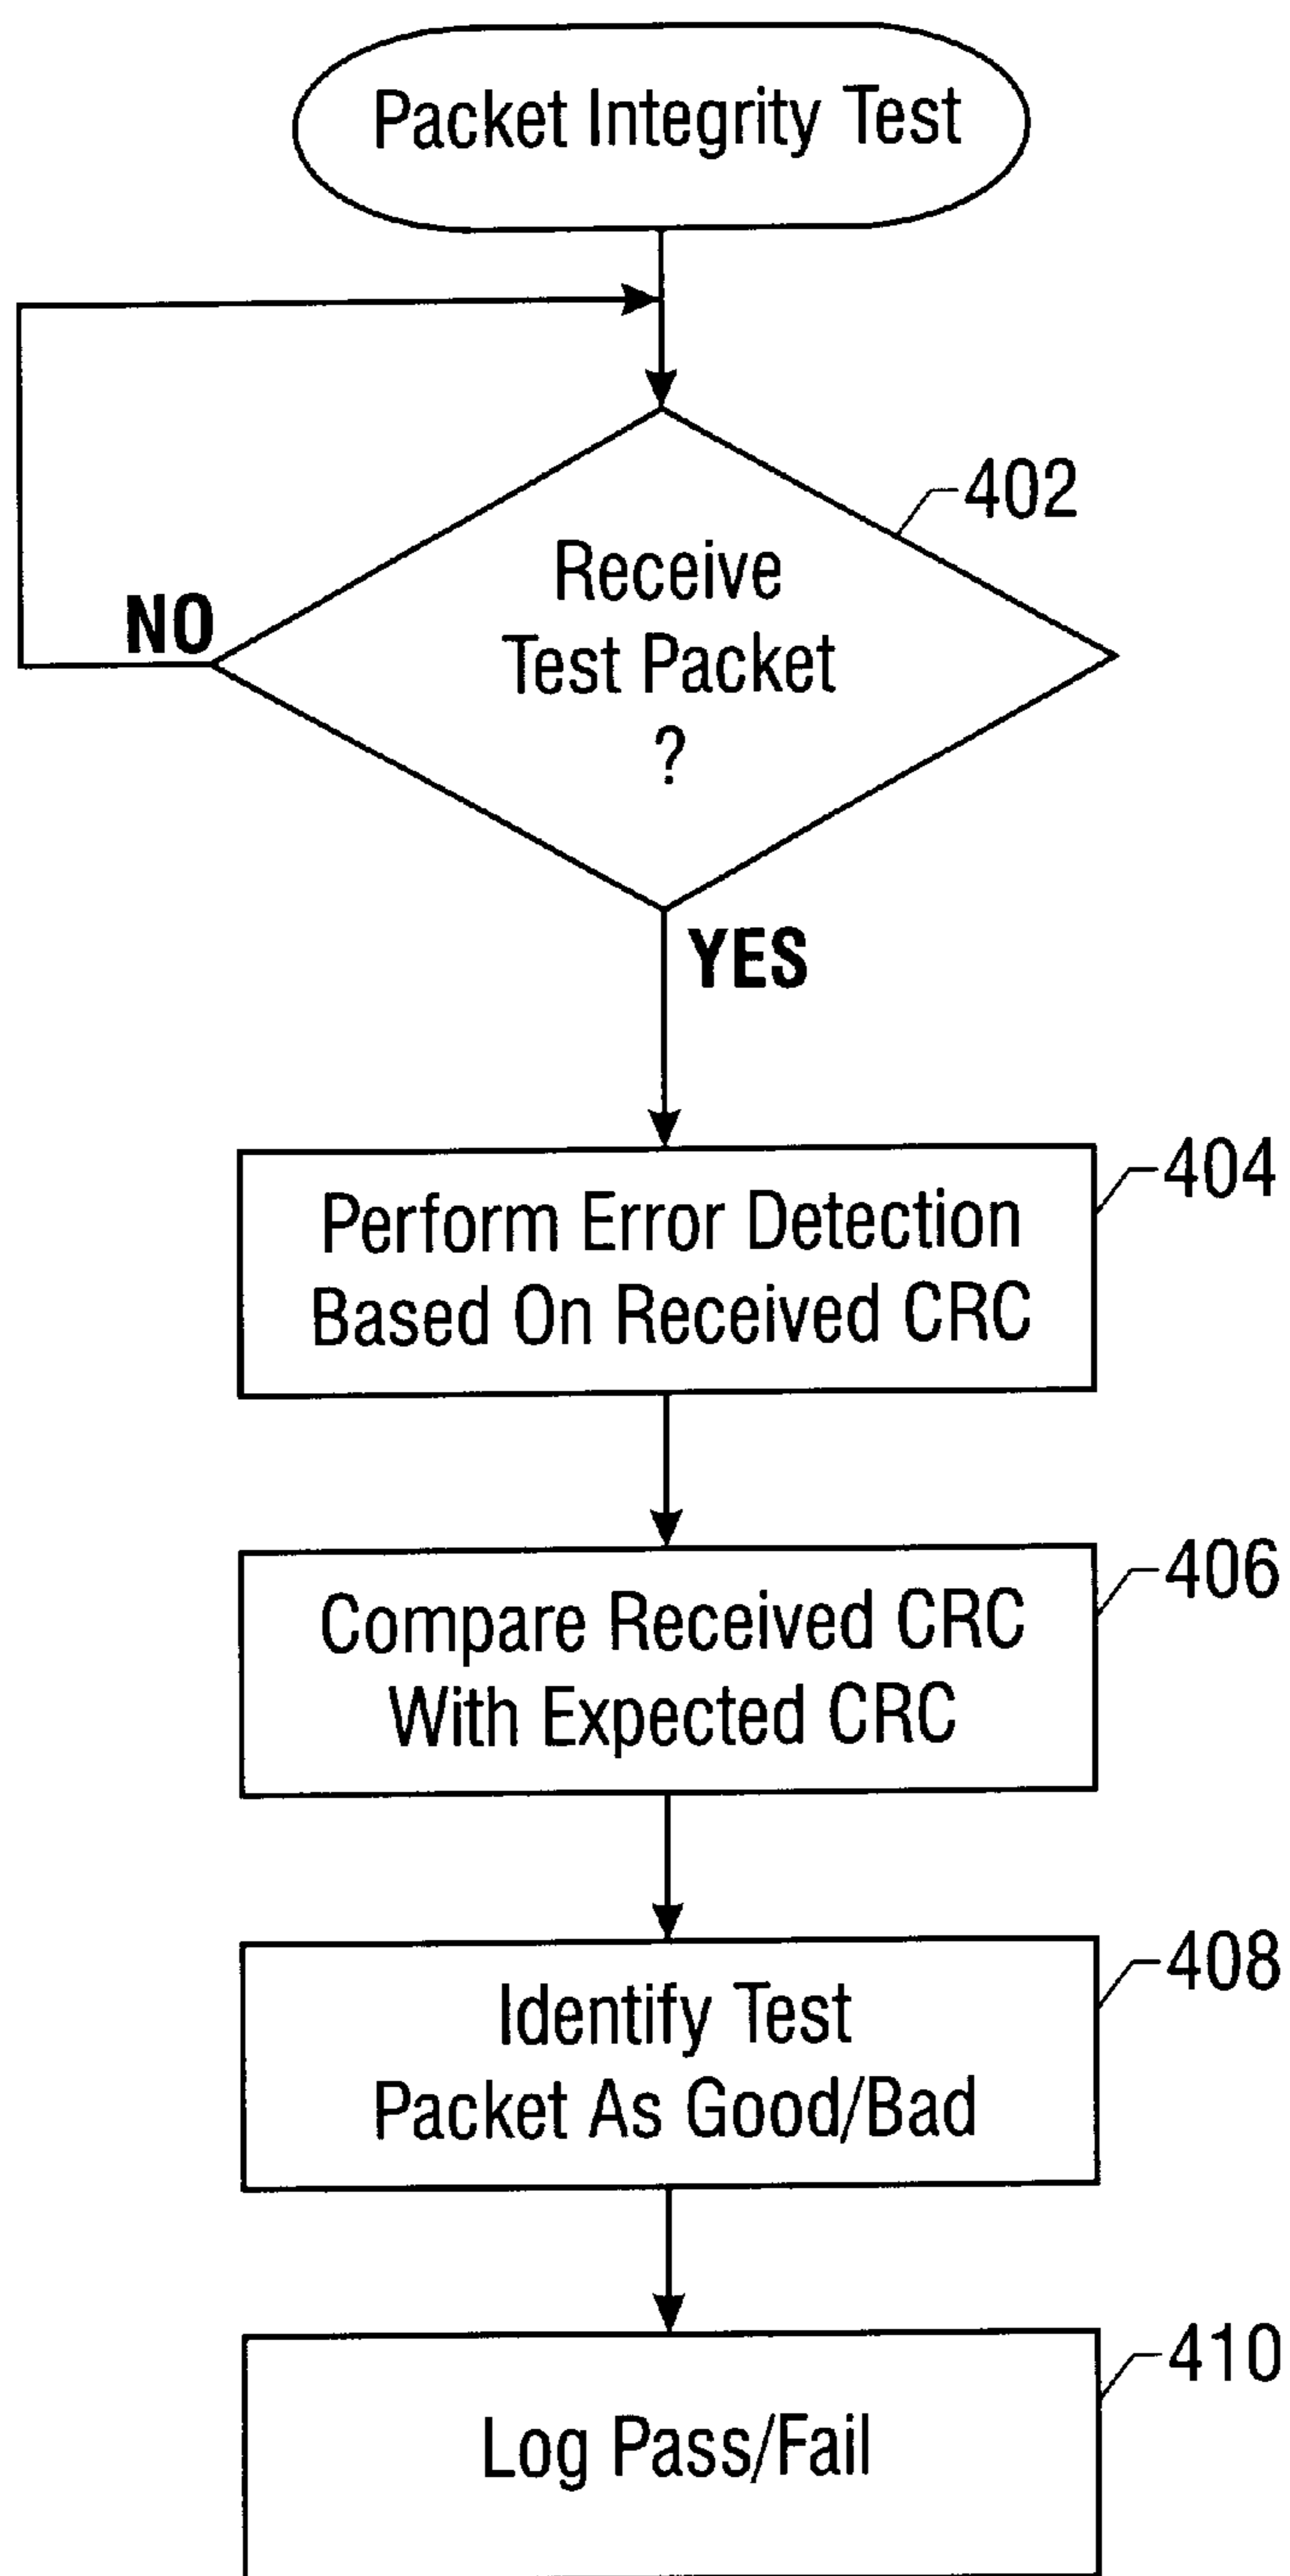 Packet Integrity Test
402
Receive
Test Packet
?
NO
YES
404
Perform Error Detection
Based On Received CRC
406
Compare Received CRC
With Expected CRC
408
Identify Test
Packet As Good/Bad
410
Log Pass/Fail